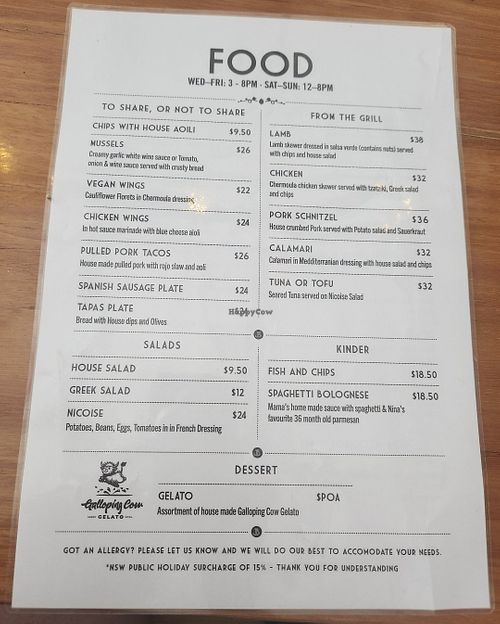 FOOD
WED–FRI: 3 - 8PM · SAT–SUN: 12–8PM
TO SHARE, OR NOT TO SHARE
CHIPS WITH HOUSE AOILI $9.50
MUSSELS $26
Creamy garlic white wine sauce or Tomato,
onion & wine sauce served with crusty bread
VEGAN WINGS $22
Cauliflower Florets in Chermoula dressing
CHICKEN WINGS $24
In hot sauce marinade with blue cheese aioli
PULLED PORK TACOS $26
House made pulled pork with rojo slaw and aoli
SPANISH SAUSAGE PLATE $24
TAPAS PLATE $24
Bread with House dips and Olives
FROM THE GRILL
LAMB $38
Lamb skewer dressed in salsa verde (contains nuts) served
with chips and house salad
CHICKEN $32
Chermoula chicken skewer served with tzatziki, Greek salad
and chips
PORK SCHNITZEL $36
House crumbed Pork served with Potato salad and Sauerkraut
CALAMARI $32
Calamari in Medditerranian dressing with house salad and chips
TUNA OR TOFU $32
Seared Tuna served on Nicoise Salad
HappyCow
SALADS
HOUSE SALAD $9.50
GREEK SALAD $12
NICOISE $24
Potatoes, Beans, Eggs, Tomatoes in in French Dressing
KINDER
FISH AND CHIPS $18.50
SPAGHETTI BOLOGNESE $18.50
Mama's home made sauce with spaghetti & Nina's
favourite 36 month old parmesan
DESSERT
Galloping Cow
GELATO
GELATO $POA
Assortment of house made Galloping Cow Gelato
GOT AN ALLERGY? PLEASE LET US KNOW AND WE WILL DO OUR BEST TO ACCOMODATE YOUR NEEDS.
*NSW PUBLIC HOLIDAY SURCHARGE OF 15% - THANK YOU FOR UNDERSTANDING